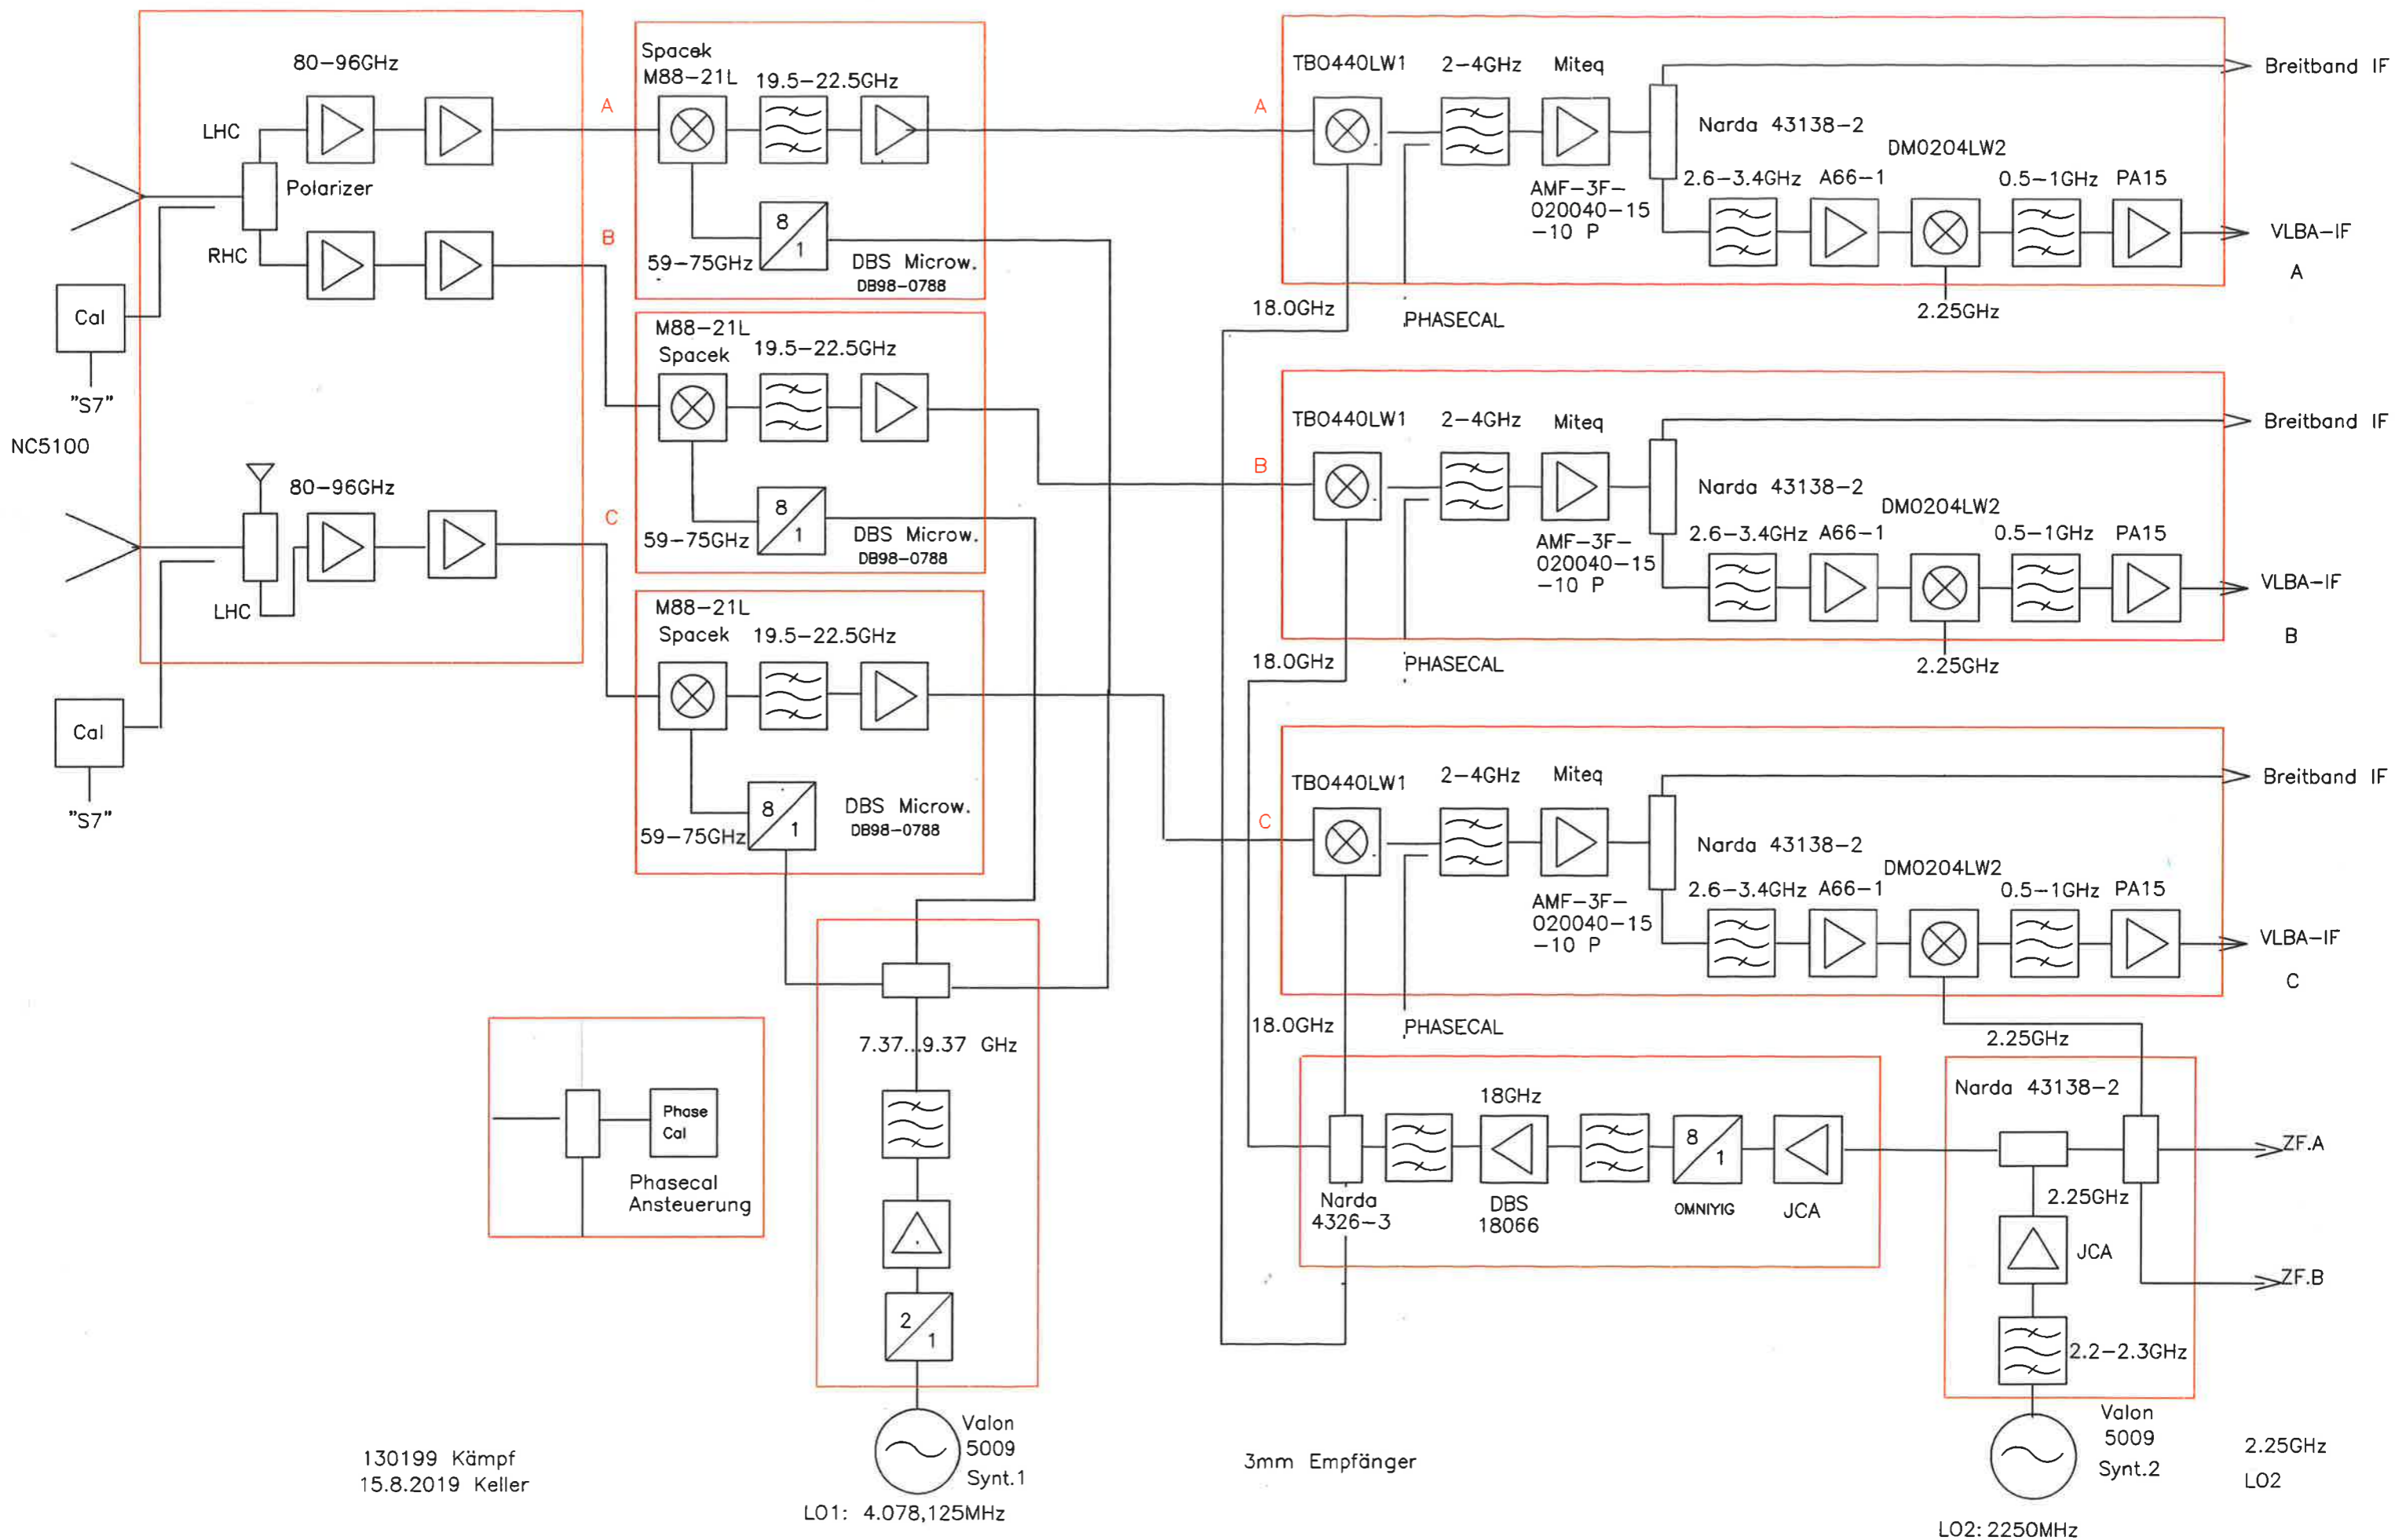 80-96GHz
LHC
Polarizer
RHC
Cal
"S7"
NC5100
80-96GHz
LHC
Cal
"S7"
A
B
C
Spacek
M88-21L
19.5-22.5GHz
8
1
59-75GHz
DBS Microw.
DB98-0788
M88-21L
Spacek
19.5-22.5GHz
8
1
59-75GHz
DBS Microw.
DB98-0788
M88-21L
Spacek
19.5-22.5GHz
8
1
59-75GHz
DBS Microw.
DB98-0788
7.37...9.37 GHz
2
1
Valon
5009
Synt.1
LO1: 4.078,125MHz
Phase
Cal
Phasecal
Ansteuerung
130199 Kämpf
15.8.2019 Keller
3mm Empfänger
A
TBO440LW1
2-4GHz
Miteq
AMF-3F-
020040-15
-10 P
Narda 43138-2
DM0204LW2
2.6-3.4GHz
A66-1
0.5-1GHz
PA15
Breitband IF
VLBA-IF
A
18.0GHz
PHASECAL
2.25GHz
B
TBO440LW1
2-4GHz
Miteq
AMF-3F-
020040-15
-10 P
Narda 43138-2
DM0204LW2
2.6-3.4GHz
A66-1
0.5-1GHz
PA15
Breitband IF
VLBA-IF
B
18.0GHz
PHASECAL
2.25GHz
C
TBO440LW1
2-4GHz
Miteq
AMF-3F-
020040-15
-10 P
Narda 43138-2
DM0204LW2
2.6-3.4GHz
A66-1
0.5-1GHz
PA15
Breitband IF
VLBA-IF
C
18.0GHz
PHASECAL
2.25GHz
Narda
4326-3
18GHz
DBS
18066
8
1
OMNIYIG
JCA
Narda 43138-2
2.25GHz
JCA
2.2-2.3GHz
ZF.A
ZF.B
Valon
5009
Synt.2
2.25GHz
LO2
LO2: 2250MHz